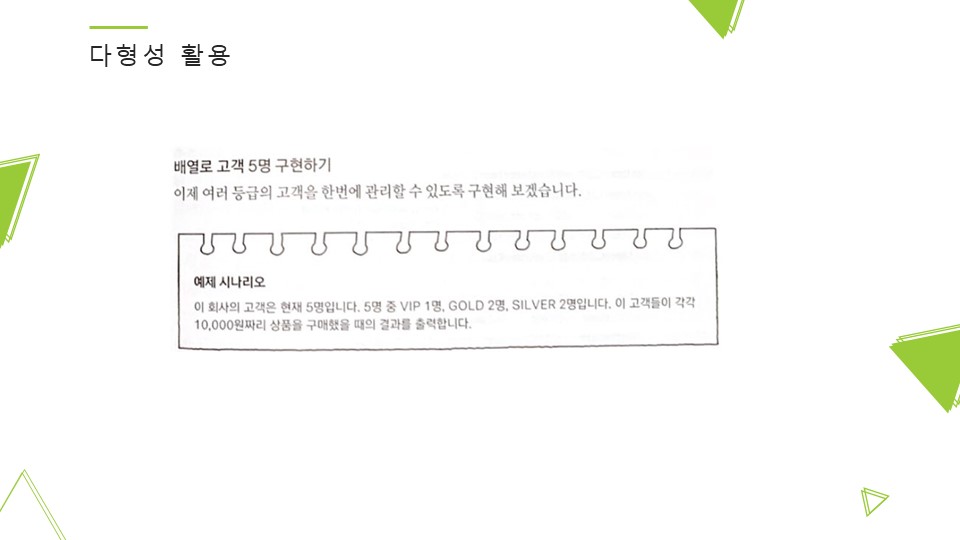 다형성 활용
배열로 고객 5명 구현하기
이제 여러 등급의 고객을 한번에 관리할 수 있도록 구현해 보겠습니다.
예제 시나리오
이 회사의 고객은 현재 5명입니다. 5명 중 VIP 1명, GOLD 2명, SILVER 2명입니다. 이 고객들이 각각
10,000원짜리 상품을 구매했을 때의 결과를 출력합니다.